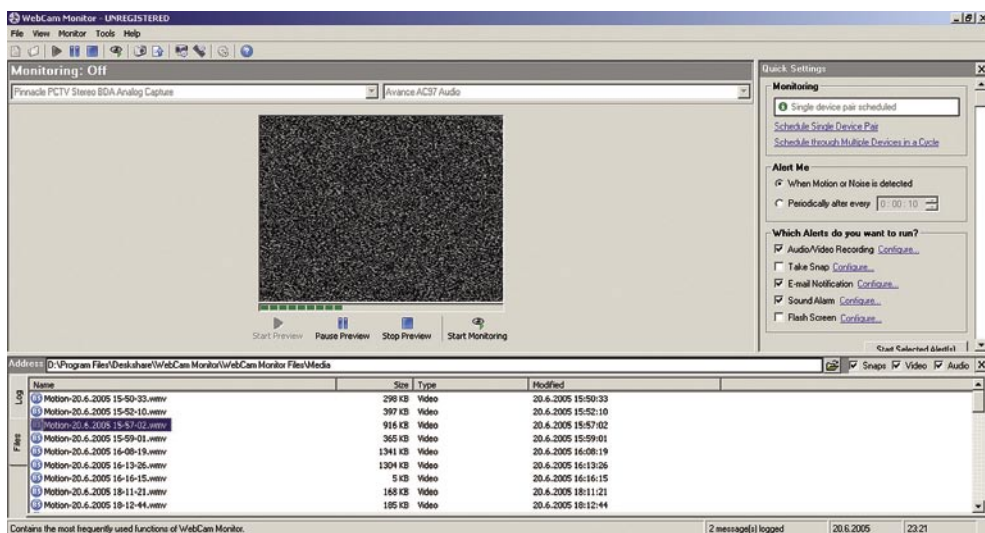 WebCam Monitor - UNREGISTERED
File View Monitor Tools Help
Monitoring: Off
Pinnacle PCTV Stereo BDA Analog Capture
Avance AC97 Audio
Start Preview Pause Preview Stop Preview Start Monitoring
Quick Settings
Monitoring
Single device pair scheduled
Schedule Single Device Pair
Schedule through Multiple Devices in a Cycle
Alert Me
When Motion or Noise is detected
Periodically after every 0:00:10
Which Alerts do you want to run?
Audio/Video Recording Configure...
Take Snap Configure...
E-mail Notification Configure...
Sound Alarm Configure...
Flash Screen Configure...
Start Selected Alert(s)
Address D:\Program Files\Deskshare\WebCam Monitor\WebCam Monitor Files\Media
Snaps Video Audio
Log
Files
Name Size Type Modified
Motion-20.6.2005 15-50-33.wmv 298 KB Video 20.6.2005 15:50:33
Motion-20.6.2005 15-52-10.wmv 397 KB Video 20.6.2005 15:52:10
Motion-20.6.2005 15-57-02.wmv 916 KB Video 20.6.2005 15:57:02
Motion-20.6.2005 15-59-01.wmv 365 KB Video 20.6.2005 15:59:01
Motion-20.6.2005 16-08-19.wmv 1341 KB Video 20.6.2005 16:08:19
Motion-20.6.2005 16-13-26.wmv 1304 KB Video 20.6.2005 16:13:26
Motion-20.6.2005 16-16-15.wmv 5 KB Video 20.6.2005 16:16:15
Motion-20.6.2005 18-11-21.wmv 168 KB Video 20.6.2005 18:11:21
Motion-20.6.2005 18-12-44.wmv 185 KB Video 20.6.2005 18:12:44
Contains the most frequently used functions of WebCam Monitor.
2 message(s) logged 20.6.2005 23:21